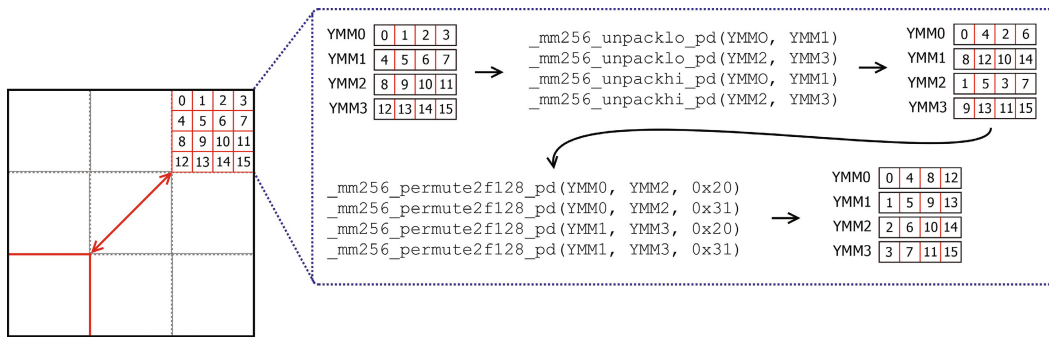 0 1 2 3
4 5 6 7
8 9 10 11
12 13 14 15
YMM0 0 1 2 3
YMM1 4 5 6 7
YMM2 8 9 10 11
YMM3 12 13 14 15
_mm256_unpacklo_pd(YMMO, YMM1)
_mm256_unpacklo_pd(YMM2, YMM3)
_mm256_unpackhi_pd(YMMO, YMM1)
_mm256_unpackhi_pd(YMM2, YMM3)
YMM0 0 4 2 6
YMM1 8 12 10 14
YMM2 1 5 3 7
YMM3 9 13 11 15
_mm256_permute2f128_pd(YMM0, YMM2, 0x20)
_mm256_permute2f128_pd(YMM0, YMM2, 0x31)
_mm256_permute2f128_pd(YMM1, YMM3, 0x20)
_mm256_permute2f128_pd(YMM1, YMM3, 0x31)
YMM0 0 4 8 12
YMM1 1 5 9 13
YMM2 2 6 10 14
YMM3 3 7 11 15